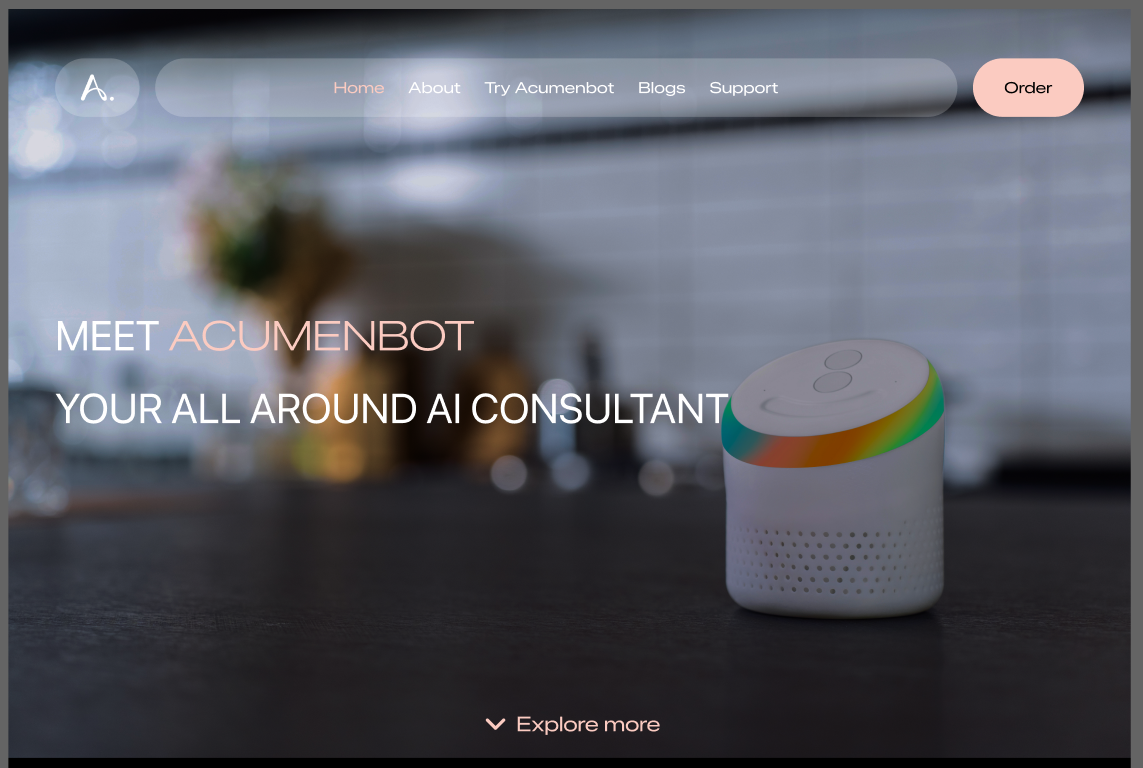 A.
Home About Try Acumenbot Blogs Support
Order
MEET ACUMENBOT
YOUR ALL AROUND AI CONSULTANT
Explore more